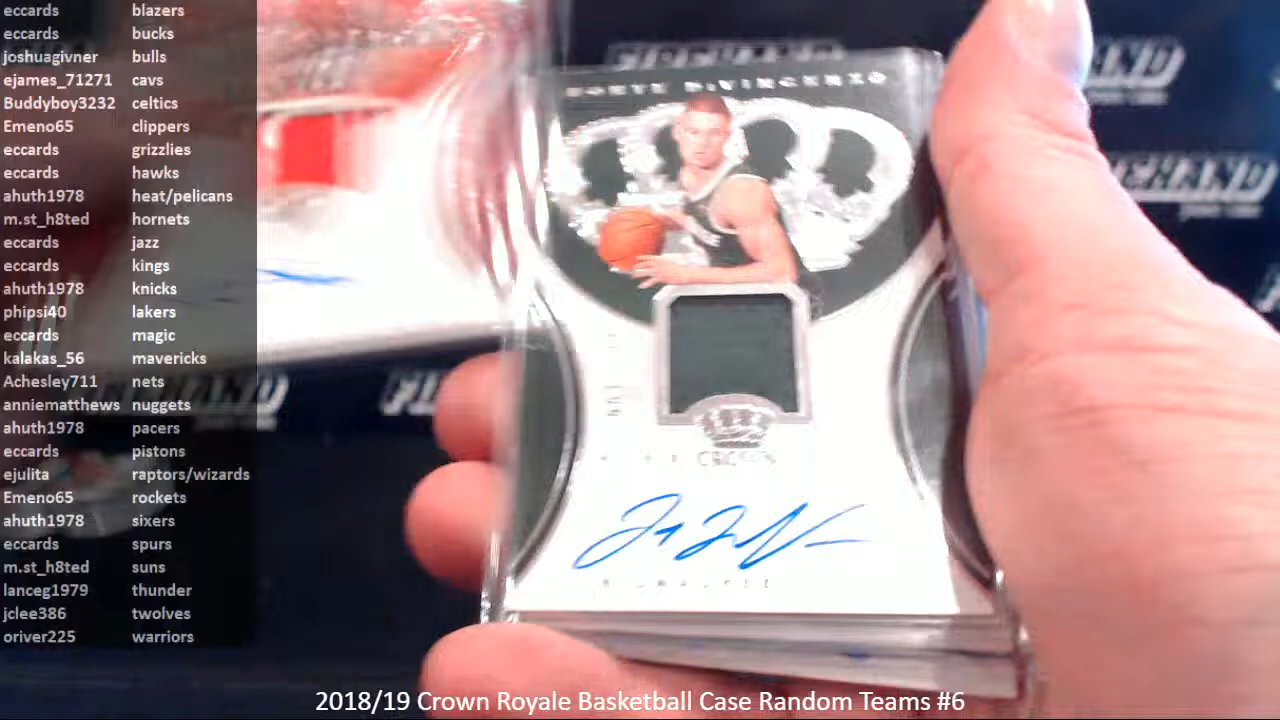 eccards blazers
eccards bucks
joshuagivner bulls
ejames_71271 cavs
Buddyboy3232 celtics
Emeno65 clippers
eccards grizzlies
eccards hawks
ahuth1978 heat/pelicans
m.st_h8ted hornets
eccards jazz
eccards kings
ahuth1978 knicks
phipsi40 lakers
eccards magic
kalakas_56 mavericks
Achesley711 nets
anniematthews nuggets
ahuth1978 pacers
eccards pistons
ejulita raptors/wizards
Emeno65 rockets
ahuth1978 sixers
eccards spurs
m.st_h8ted suns
lanceg1979 thunder
jclee386 twolves
oriver225 warriors
DiVINCENZO
CROWN
2018/19 Crown Royale Basketball Case Random Teams #6